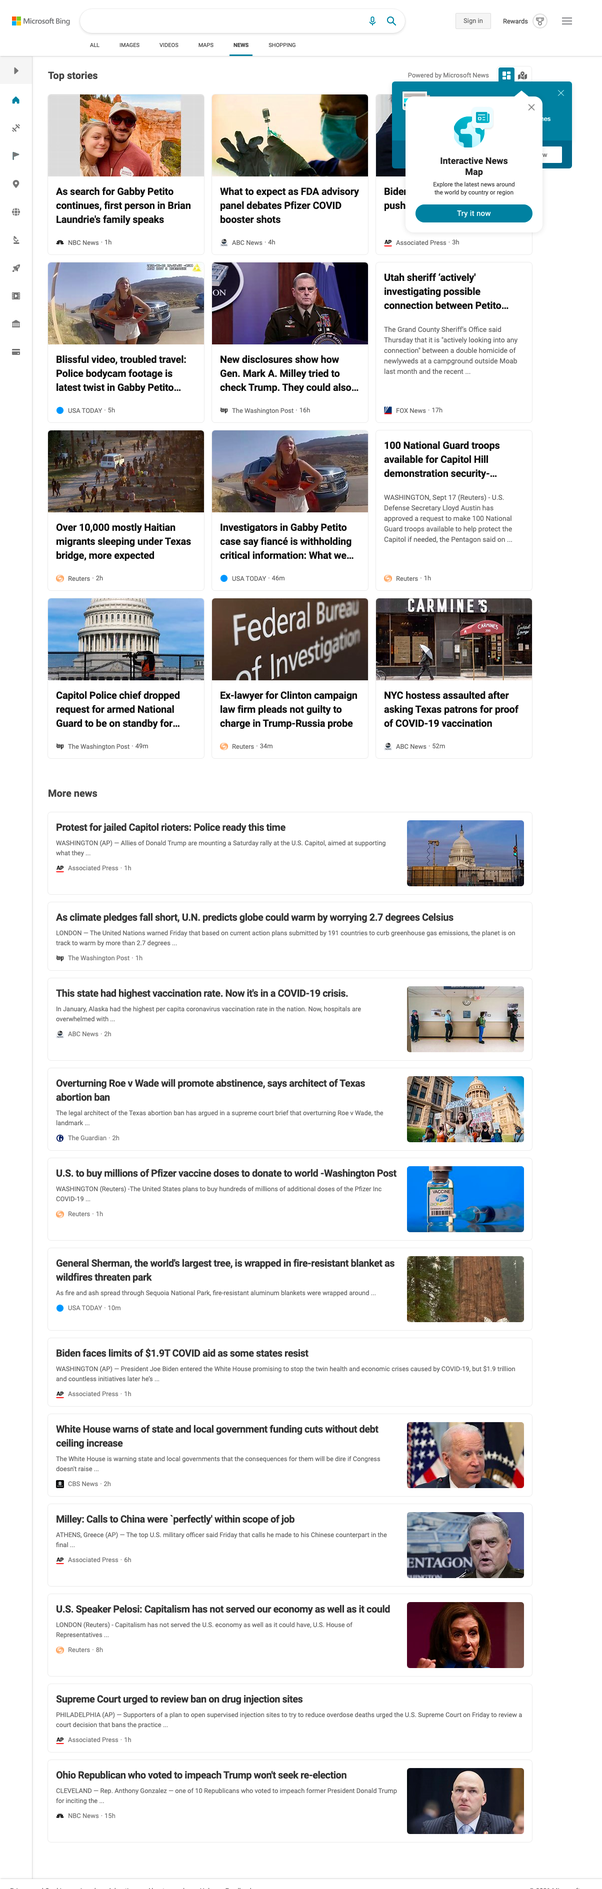 Microsoft Bing
Sign in
Rewards
ALL IMAGES VIDEOS MAPS NEWS SHOPPING
Top stories
Powered by Microsoft News
Interactive News
Map
Explore the latest news around
the world by country or region
Try it now
As search for Gabby Petito
continues, first person in Brian
Laundrie's family speaks
NBC News · 1h
What to expect as FDA advisory
panel debates Pfizer COVID
booster shots
ABC News · 4h
Biden
push
AP Associated Press · 3h
Blissful video, troubled travel:
Police bodycam footage is
latest twist in Gabby Petito...
USA TODAY · 5h
New disclosures show how
Gen. Mark A. Milley tried to
check Trump. They could also...
wp The Washington Post · 16h
Utah sheriff 'actively'
investigating possible
connection between Petito...
The Grand County Sheriff's Office said
Thursday that it is "actively looking into any
connection" between a double homicide of
newlyweds at a campground outside Moab
last month and the recent ...
FOX News · 17h
Over 10,000 mostly Haitian
migrants sleeping under Texas
bridge, more expected
Reuters · 2h
Investigators in Gabby Petito
case say fiancé is withholding
critical information: What we...
USA TODAY · 46m
100 National Guard troops
available for Capitol Hill
demonstration security-...
WASHINGTON, Sept 17 (Reuters) - U.S.
Defense Secretary Lloyd Austin has
approved a request to make 100 National
Guard troops available to help protect the
Capitol if needed, the Pentagon said on ...
Reuters · 1h
Capitol Police chief dropped
request for armed National
Guard to be on standby for...
wp The Washington Post · 49m
Federal Bureau
of Investigation
Ex-lawyer for Clinton campaign
law firm pleads not guilty to
charge in Trump-Russia probe
Reuters · 34m
CARMINE'S
NYC hostess assaulted after
asking Texas patrons for proof
of COVID-19 vaccination
ABC News · 52m
More news
Protest for jailed Capitol rioters: Police ready this time
WASHINGTON (AP) — Allies of Donald Trump are mounting a Saturday rally at the U.S. Capitol, aimed at supporting
what they ...
AP Associated Press · 1h
As climate pledges fall short, U.N. predicts globe could warm by worrying 2.7 degrees Celsius
LONDON — The United Nations warned Friday that based on current action plans submitted by 191 countries to curb greenhouse gas emissions, the planet is on
track to warm by more than 2.7 degrees ...
wp The Washington Post · 1h
This state had highest vaccination rate. Now it's in a COVID-19 crisis.
In January, Alaska had the highest per capita coronavirus vaccination rate in the nation. Now, hospitals are
overwhelmed with ...
ABC News · 2h
Overturning Roe v Wade will promote abstinence, says architect of Texas
abortion ban
The legal architect of the Texas abortion ban has argued in a supreme court brief that overturning Roe v Wade, the
landmark ...
The Guardian · 2h
U.S. to buy millions of Pfizer vaccine doses to donate to world -Washington Post
WASHINGTON (Reuters) -The United States plans to buy hundreds of millions of additional doses of the Pfizer Inc
COVID-19 ...
Reuters · 1h
General Sherman, the world's largest tree, is wrapped in fire-resistant blanket as
wildfires threaten park
As fire and ash spread through Sequoia National Park, fire-resistant aluminum blankets were wrapped around ...
USA TODAY · 10m
Biden faces limits of $1.9T COVID aid as some states resist
WASHINGTON (AP) — President Joe Biden entered the White House promising to stop the twin health and economic crises caused by COVID-19, but $1.9 trillion
and countless initiatives later he's ...
AP Associated Press · 1h
White House warns of state and local government funding cuts without debt
ceiling increase
The White House is warning state and local governments that the consequences for them will be dire if Congress
doesn't raise ...
CBS News · 2h
Milley: Calls to China were `perfectly' within scope of job
ATHENS, Greece (AP) — The top U.S. military officer said Friday that calls he made to his Chinese counterpart in the
final ...
AP Associated Press · 6h
ENTAGON
U.S. Speaker Pelosi: Capitalism has not served our economy as well as it could
LONDON (Reuters) - Capitalism has not served the U.S. economy as well as it could have, U.S. House of
Representatives ...
Reuters · 8h
Supreme Court urged to review ban on drug injection sites
PHILADELPHIA (AP) — Supporters of a plan to open supervised injection sites to try to reduce overdose deaths urged the U.S. Supreme Court on Friday to review a
court decision that bans the practice ...
AP Associated Press · 1h
Ohio Republican who voted to impeach Trump won't seek re-election
CLEVELAND — Rep. Anthony Gonzalez — one of 10 Republicans who voted to impeach former President Donald Trump
for inciting the ...
NBC News · 15h